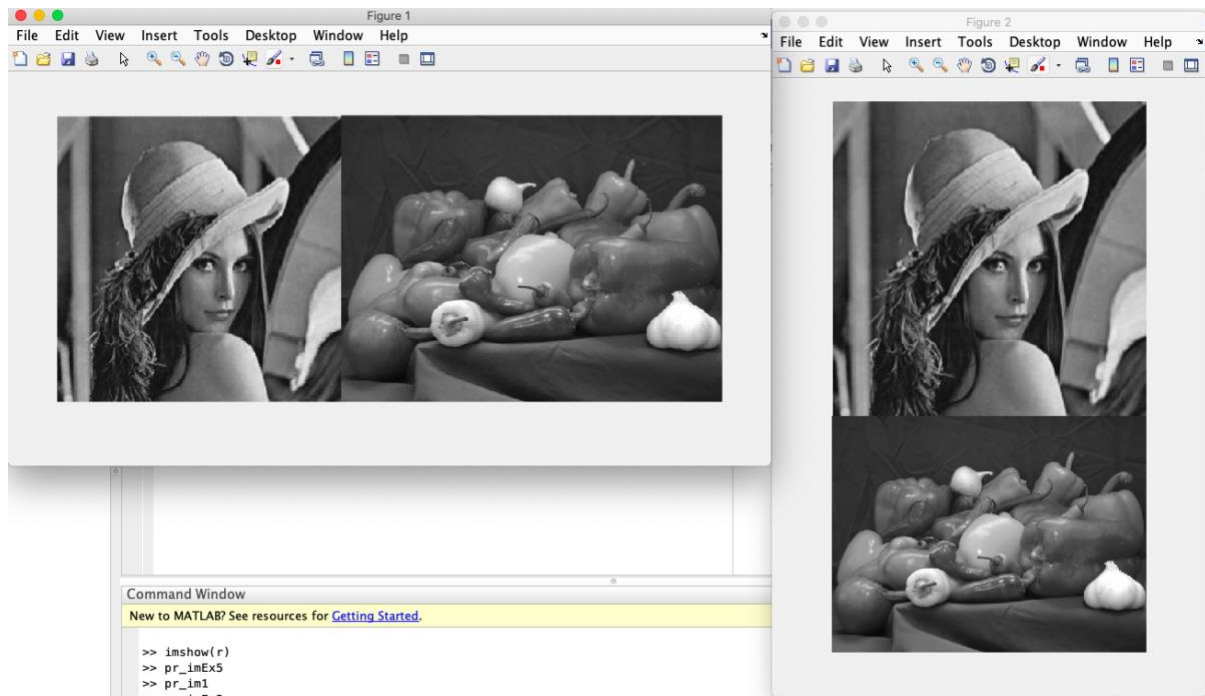 Figure 1
File Edit View Insert Tools Desktop Window Help
Figure 2
File Edit View Insert Tools Desktop Window Help
Command Window
New to MATLAB? See resources for Getting Started.
>> imshow(r)
>> pr_imEx5
>> pr_im1